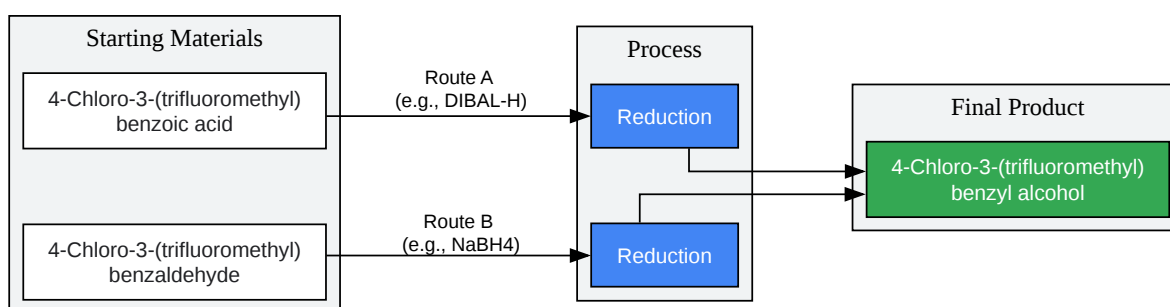 Starting Materials
4-Chloro-3-(trifluoromethyl)
benzoic acid
4-Chloro-3-(trifluoromethyl)
benzaldehyde
Route A
(e.g., DIBAL-H)
Route B
(e.g., NaBH4)
Process
Reduction
Reduction
Final Product
4-Chloro-3-(trifluoromethyl)
benzyl alcohol